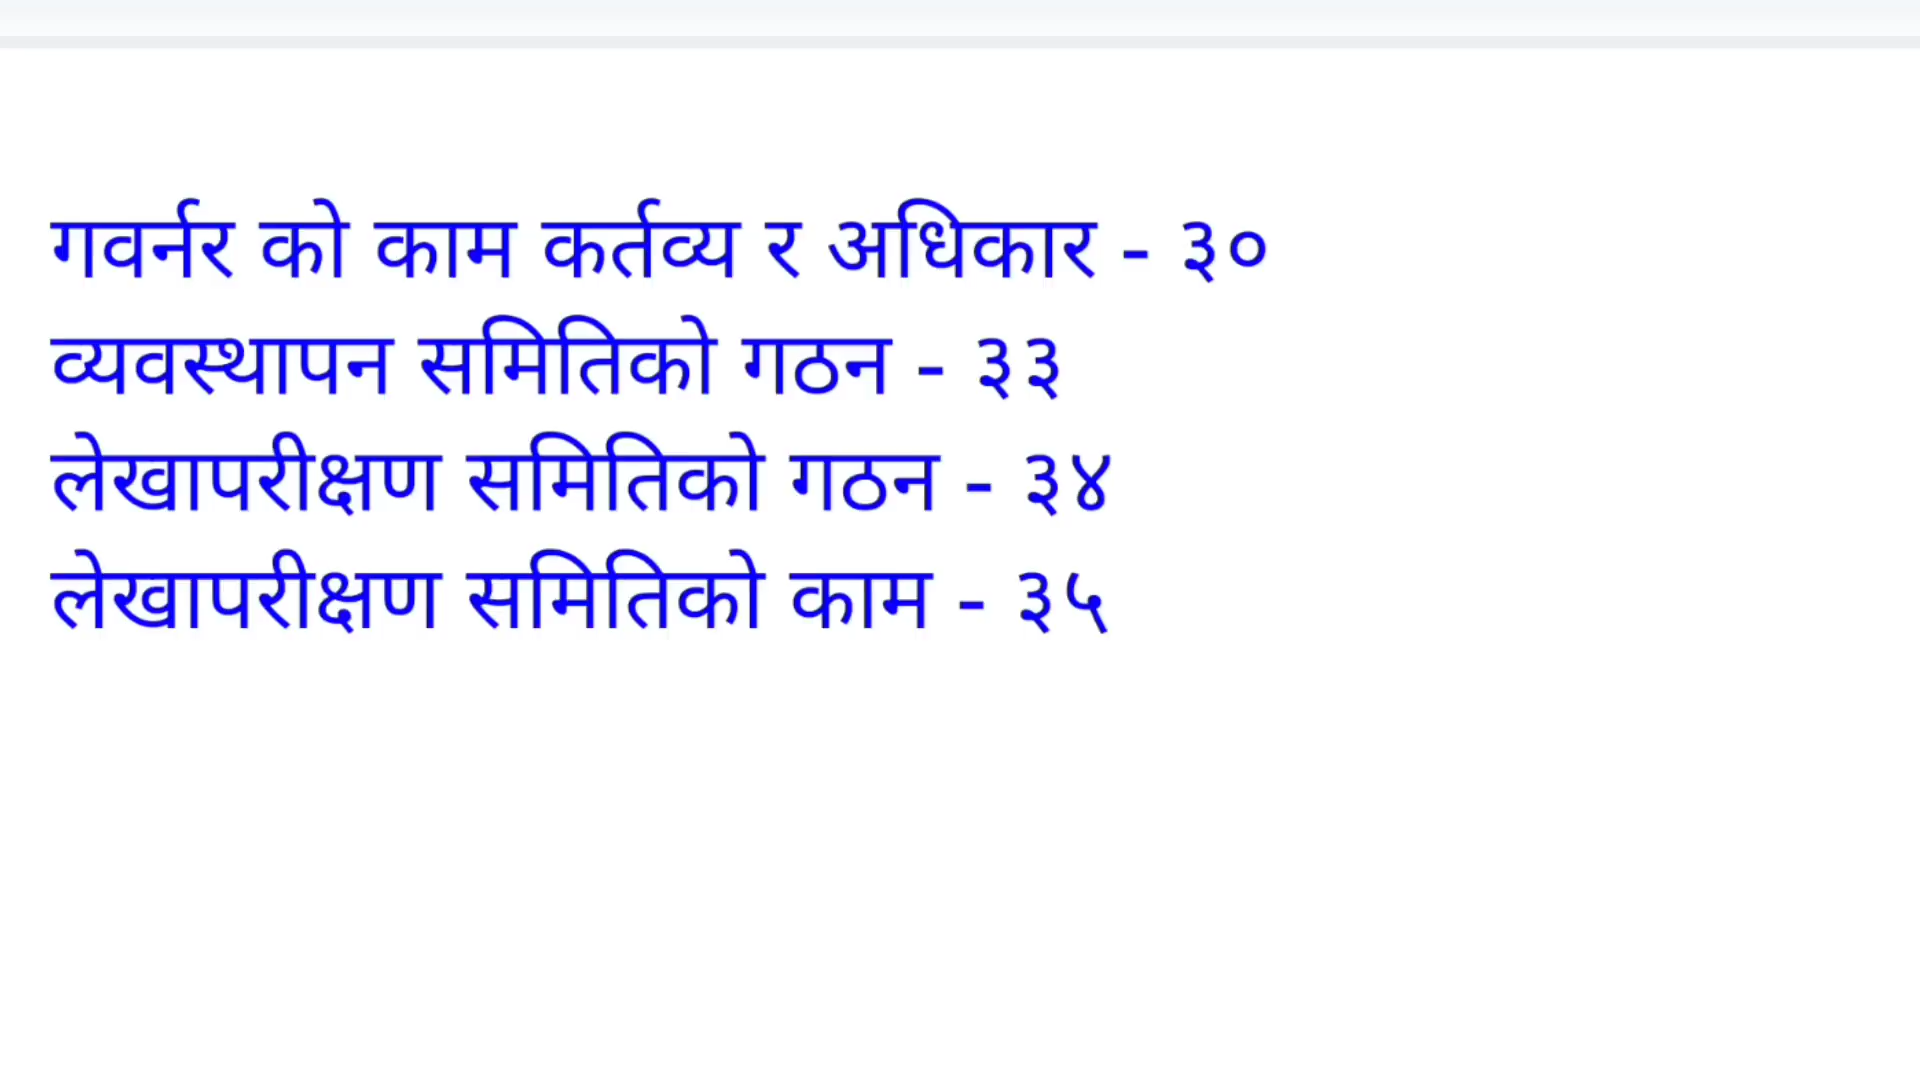 गवर्नर को काम कर्तव्य र अधिकार - ३०
व्यवस्थापन समितिको गठन - ३३
लेखापरीक्षण समितिको गठन - ३४
लेखापरीक्षण समितिको काम - ३५